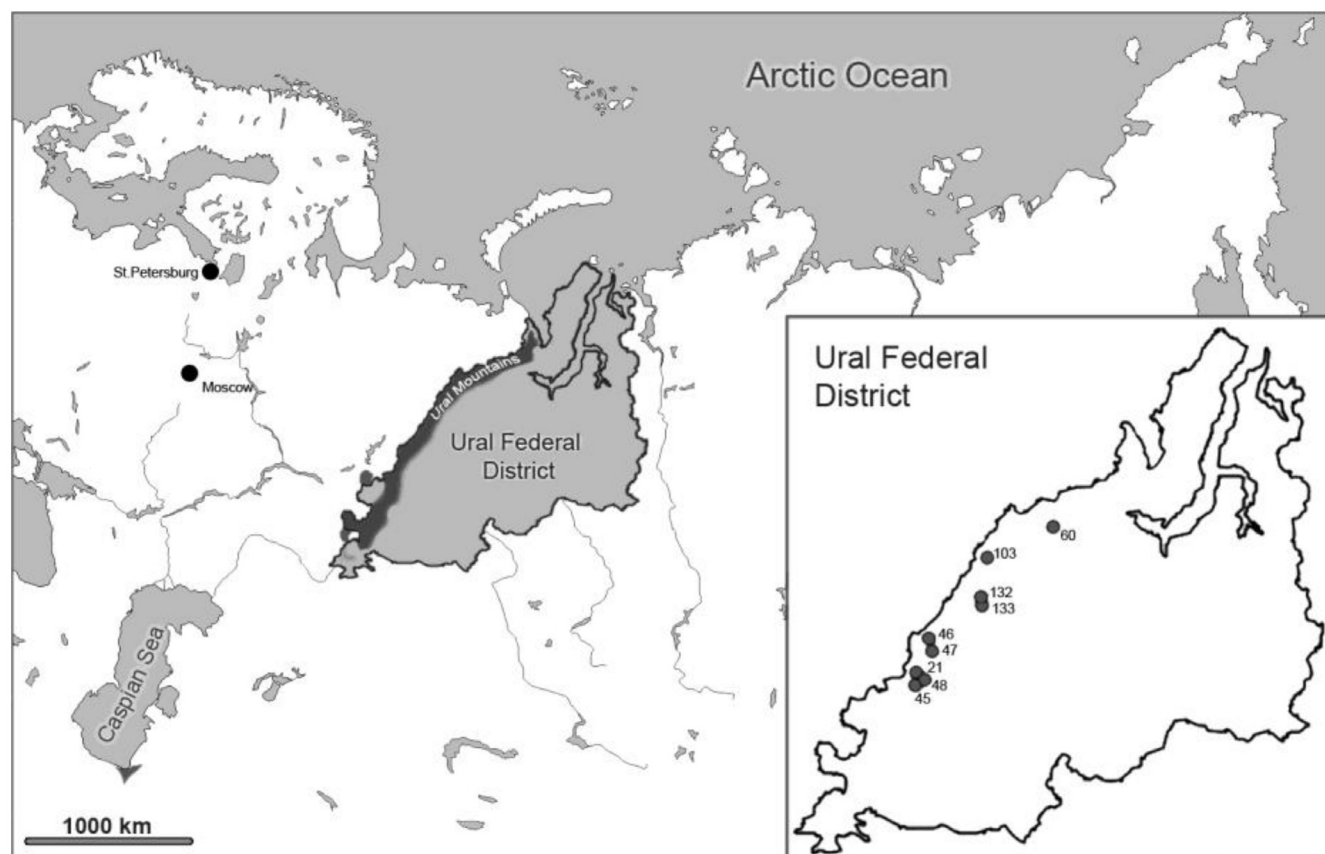 Arctic Ocean
St.Petersburg
Moscow
Ural Mountains
Ural Federal
District
Caspian Sea
1000 km
Ural Federal
District
60
103
132
133
46
47
21
48
45